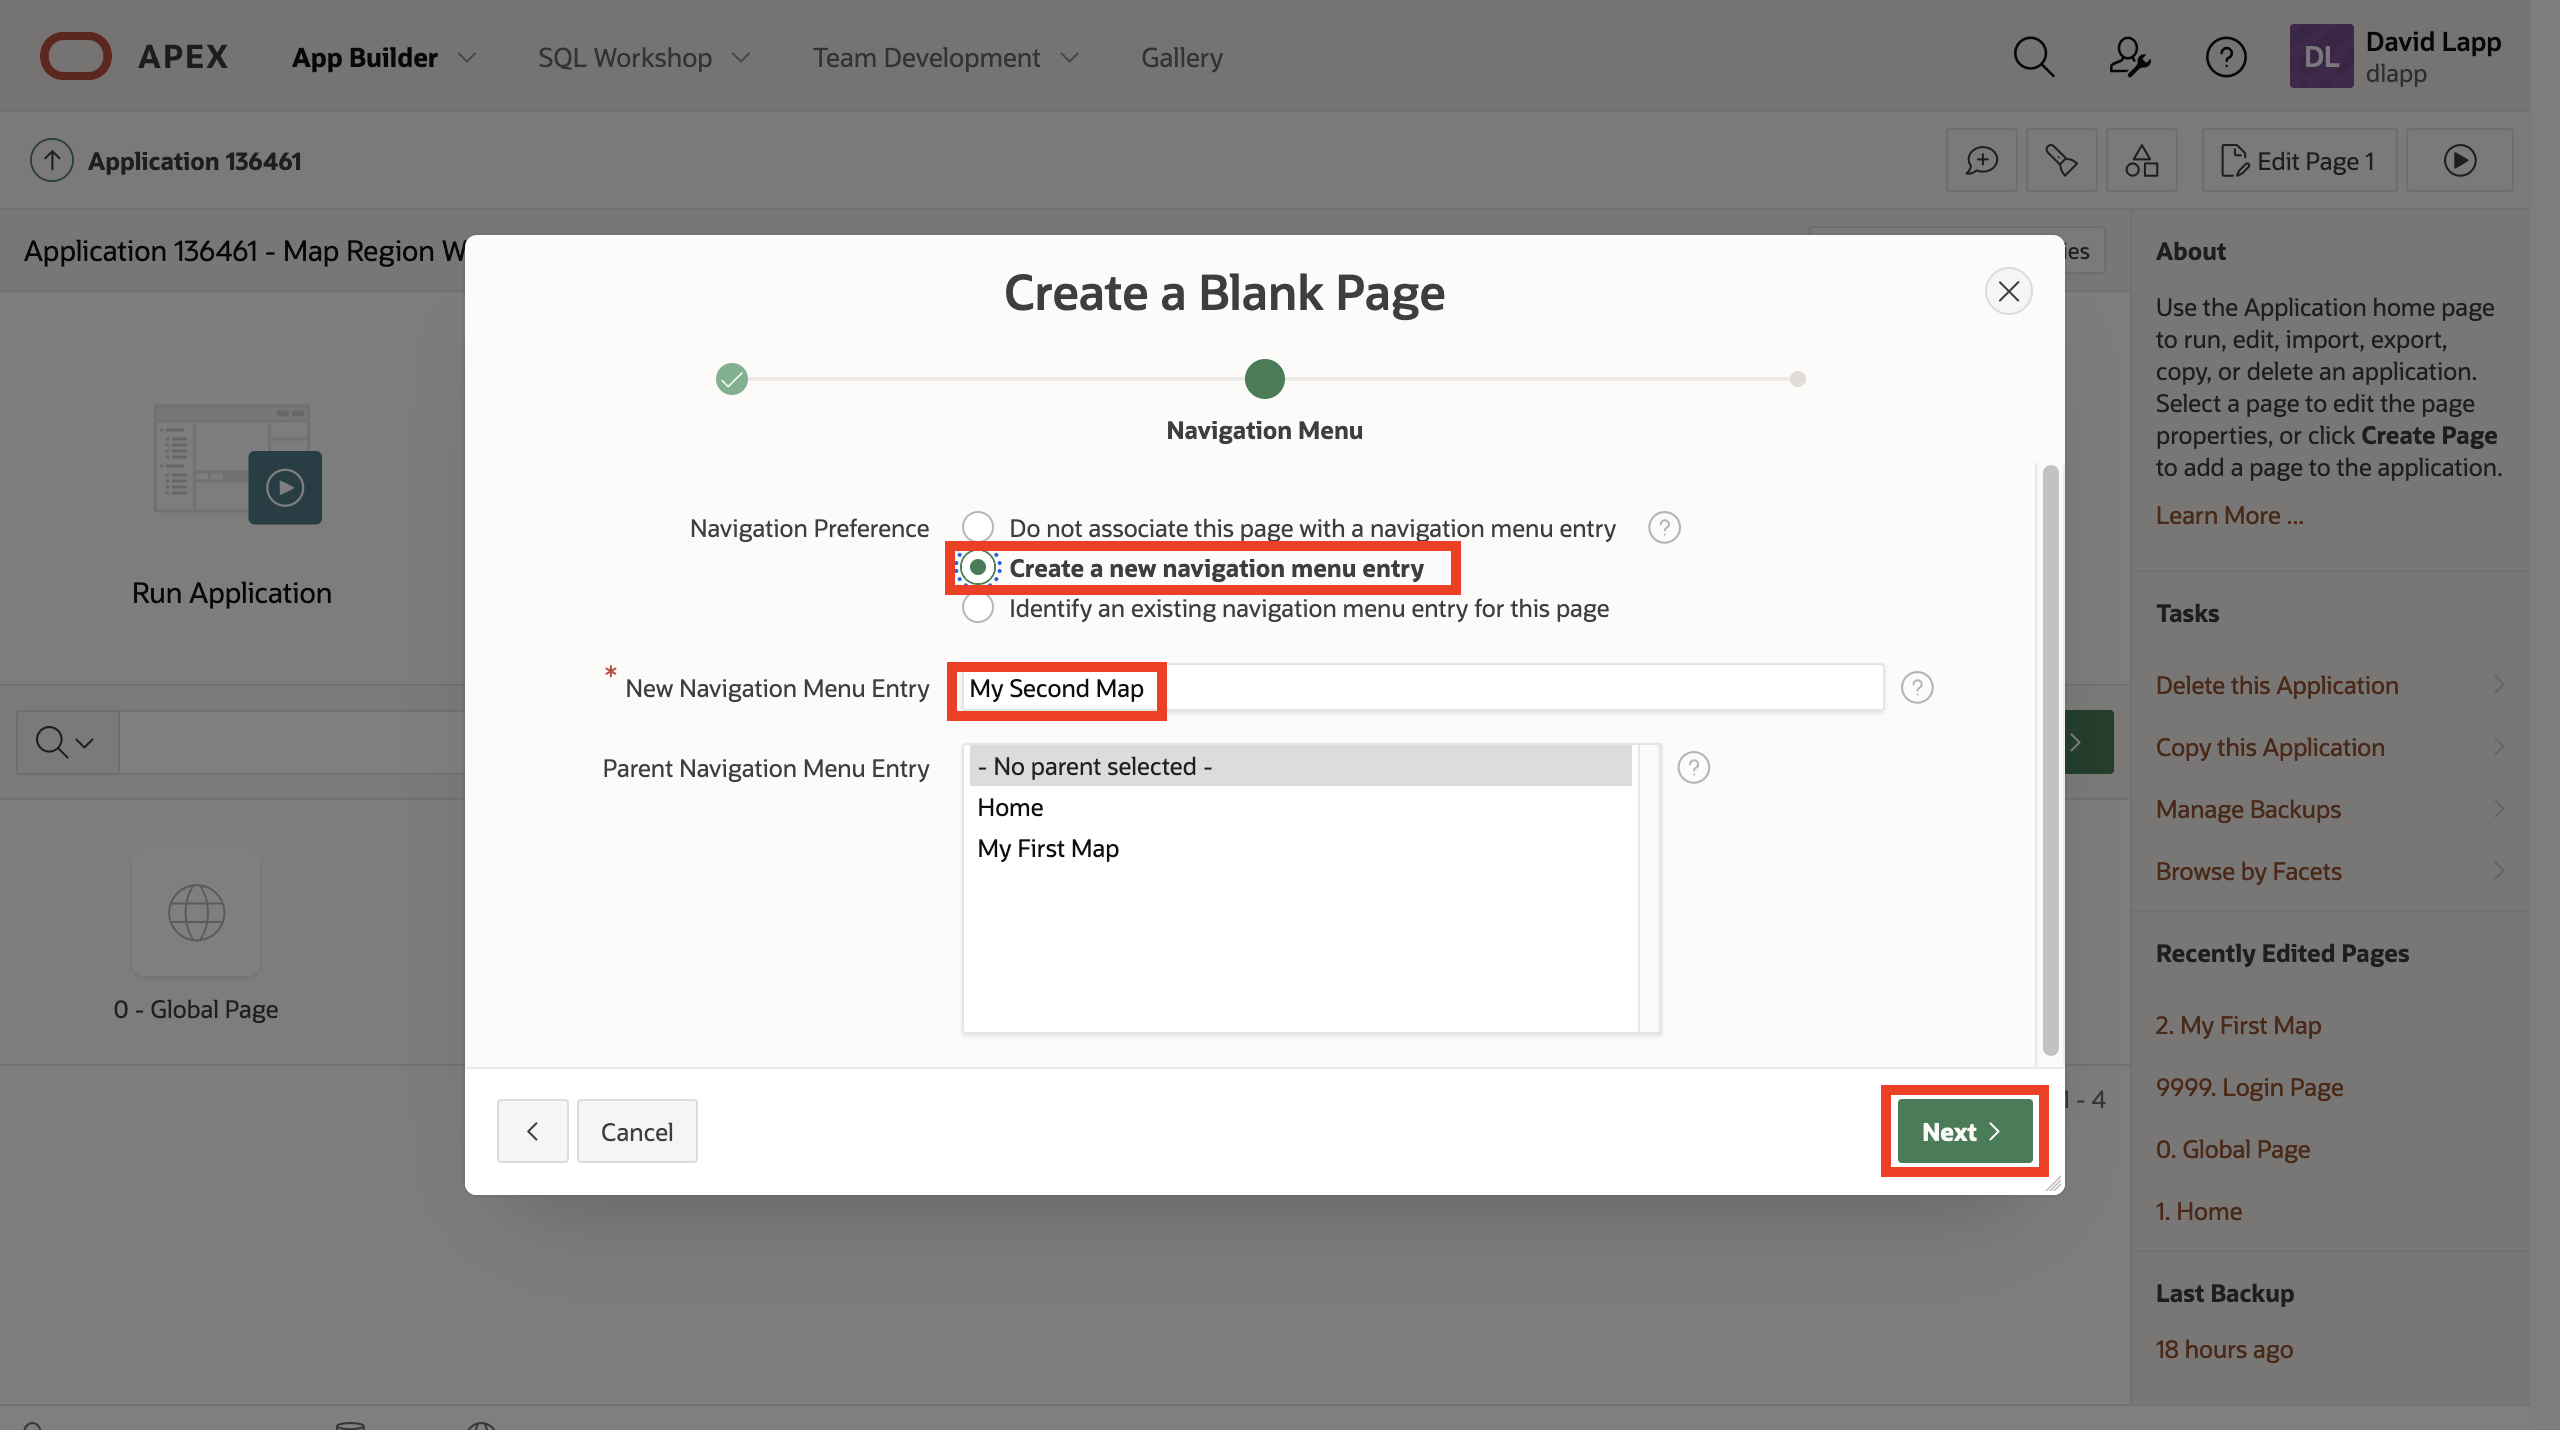 APEX
App Builder
SQL Workshop
Team Development
Gallery
DL
David Lapp
dlapp
Application 136461
Edit Page 1
Application 136461 - Map Region W
Run Application
0 - Global Page
Create a Blank Page
Navigation Menu
Navigation Preference
Do not associate this page with a navigation menu entry
Create a new navigation menu entry
Identify an existing navigation menu entry for this page
* New Navigation Menu Entry
My Second Map
Parent Navigation Menu Entry
- No parent selected -
Home
My First Map
Cancel
Next
1 - 4
About
Use the Application home page
to run, edit, import, export,
copy, or delete an application.
Select a page to edit the page
properties, or click Create Page
to add a page to the application.
Learn More ...
Tasks
Delete this Application
Copy this Application
Manage Backups
Browse by Facets
Recently Edited Pages
2. My First Map
9999. Login Page
0. Global Page
1. Home
Last Backup
18 hours ago